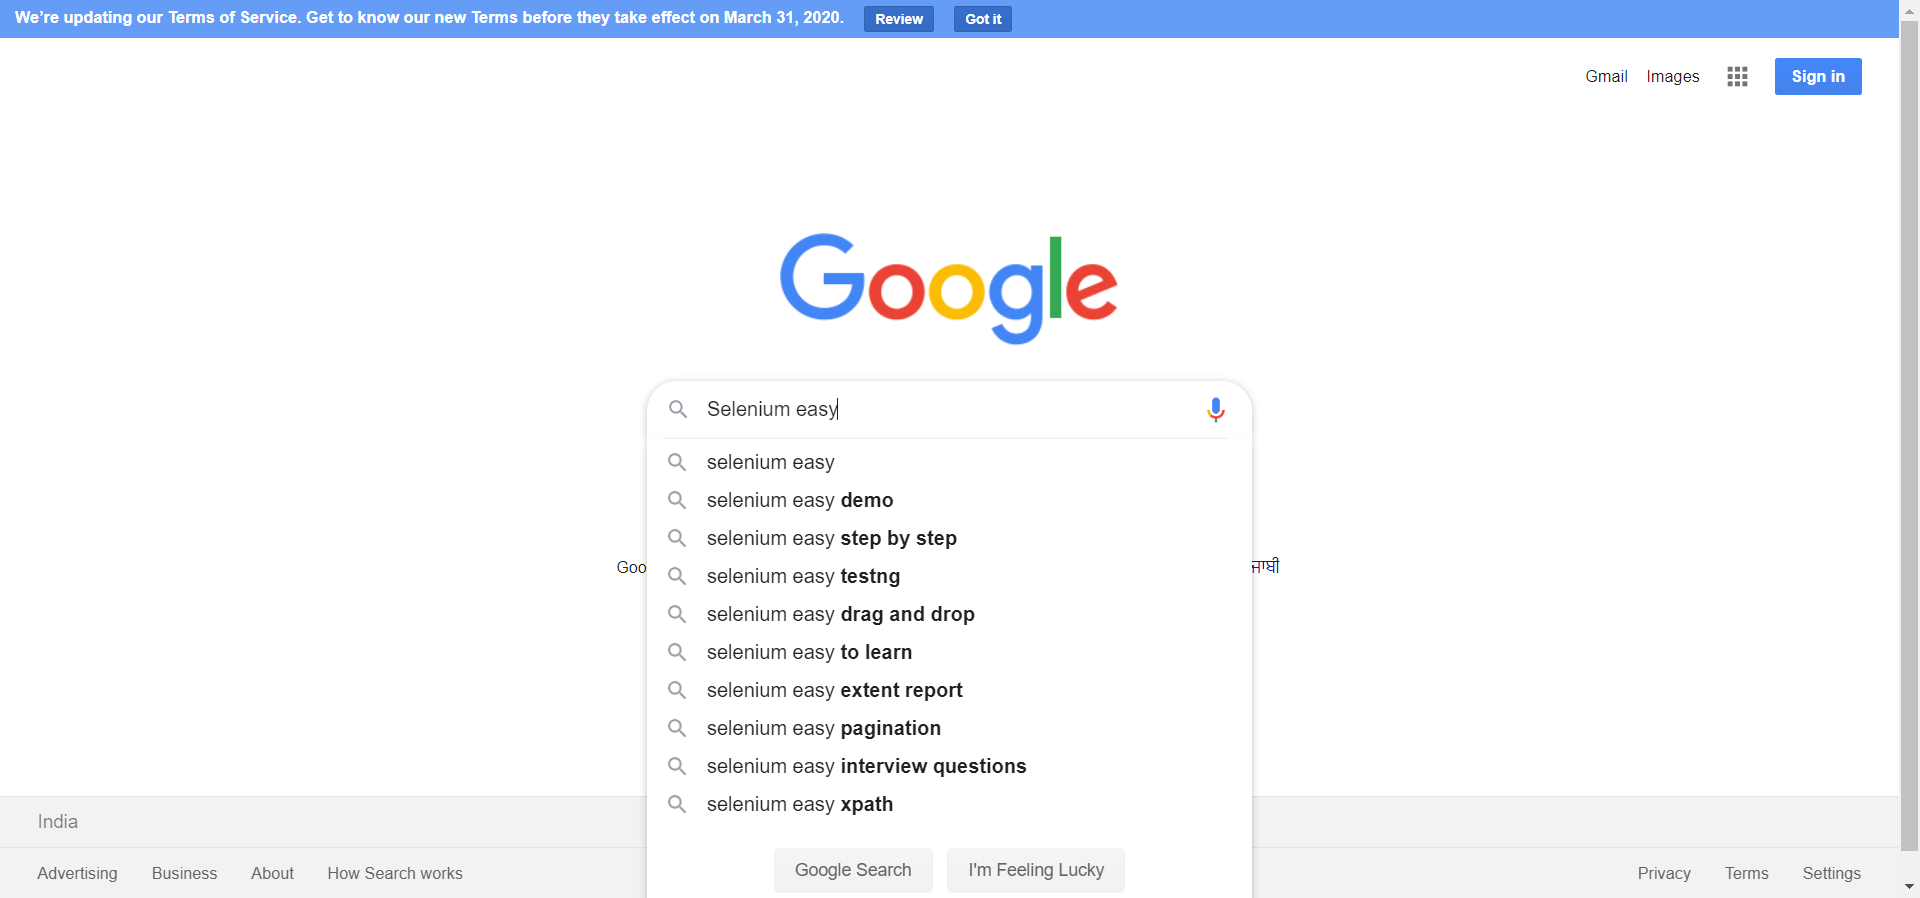 We're updating our Terms of Service. Get to know our new Terms before they take effect on March 31, 2020. Review Got it
Gmail Images Sign in
Google
Selenium easy
selenium easy
selenium easy demo
selenium easy step by step
Goo
ਜਾਬੀ
selenium easy testng
selenium easy drag and drop
selenium easy to learn
selenium easy extent report
selenium easy pagination
selenium easy interview questions
selenium easy xpath
India
Google Search I'm Feeling Lucky
Advertising Business About How Search works Privacy Terms Settings